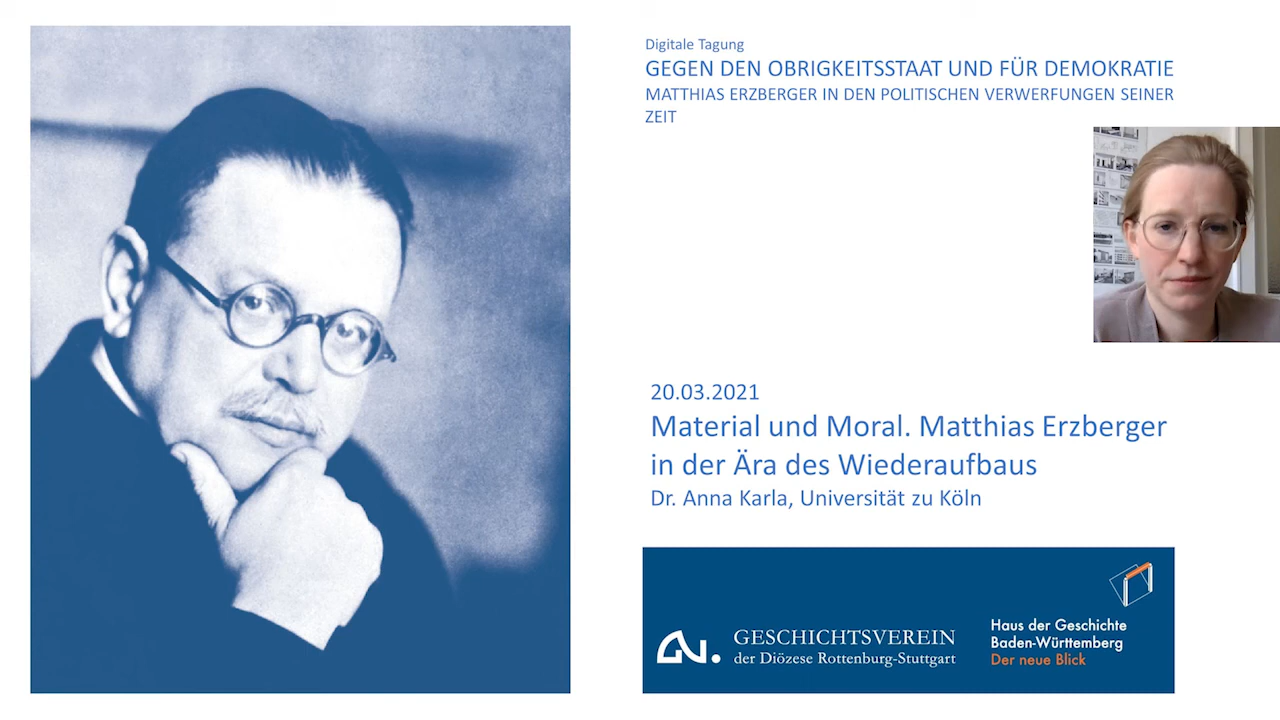 Digitale Tagung
GEGEN DEN OBRIGKEITSSTAAT UND FÜR DEMOKRATIE
MATTHIAS ERZBERGER IN DEN POLITISCHEN VERWERFUNGEN SEINER
ZEIT
20.03.2021
Material und Moral. Matthias Erzberger
in der Ära des Wiederaufbaus
Dr. Anna Karla, Universität zu Köln
GV.
GESCHICHTSVEREIN
der Diözese Rottenburg-Stuttgart
Haus der Geschichte
Baden-Württemberg
Der neue Blick